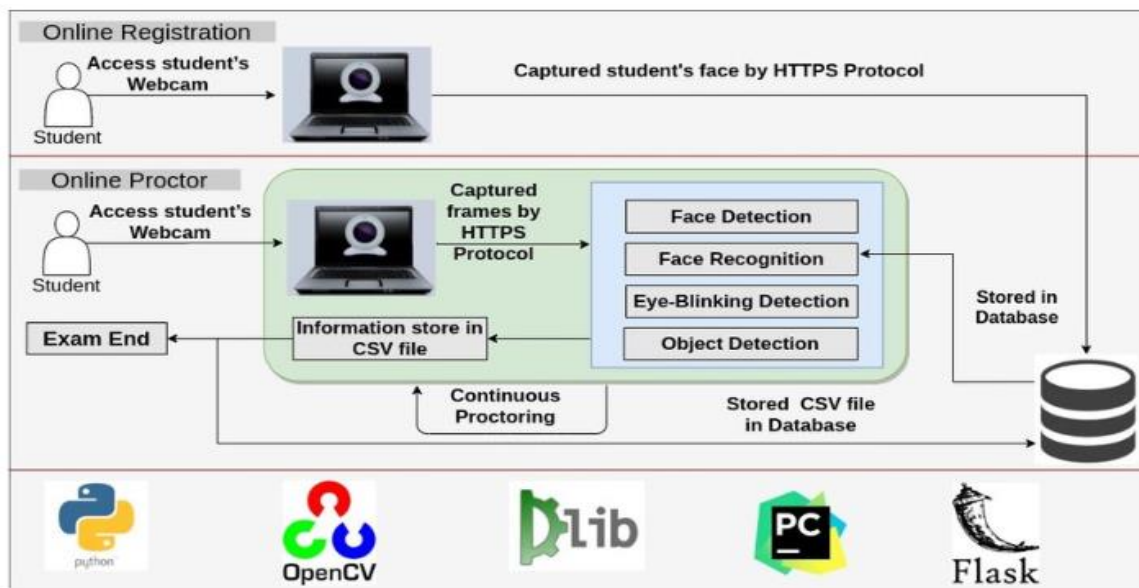 Online Registration
Access student's
Webcam
Student
Captured student's face by HTTPS Protocol
Online Proctor
Access student's
Webcam
Student
Captured
frames by
HTTPS
Protocol
Face Detection
Face Recognition
Eye-Blinking Detection
Object Detection
Stored in
Database
Exam End
Information store in
CSV file
Continuous
Proctoring
Stored CSV file
in Database
python
OpenCV
Dlib
PC
Flask